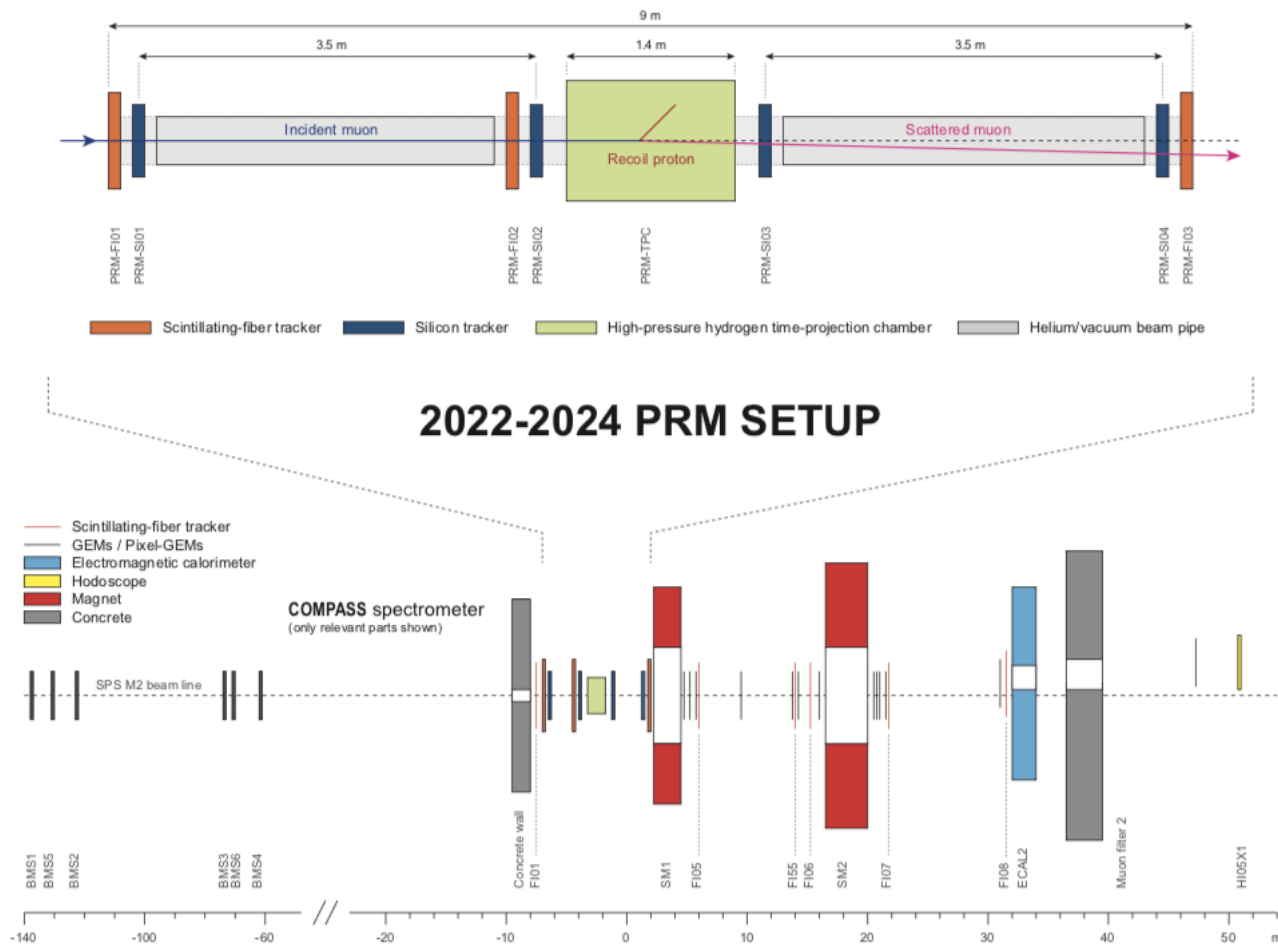 9 m
3.5 m
1.4 m
3.5 m
Incident muon
Scattered muon
Recoil proton
PRM-FI01
PRM-SI01
PRM-FI02
PRM-SI02
PRM-TPC
PRM-SI03
PRM-SI04
PRM-FI03
Scintillating-fiber tracker
Silicon tracker
High-pressure hydrogen time-projection chamber
Helium/vacuum beam pipe
2022-2024 PRM SETUP
Scintillating-fiber tracker
GEMs / Pixel-GEMs
Electromagnetic calorimeter
Hodoscope
Magnet
Concrete
COMPASS spectrometer
(only relevant parts shown)
SPS M2 beam line
BMS1
BMS5
BMS2
BMS3
BMS6
BMS4
Concrete wall
FI01
SM1
FI05
FI55
FI06
SM2
FI07
FI08
ECAL2
Muon filter 2
HI05X1
-140
-100
-60
-20
-10
0
10
20
30
40
50